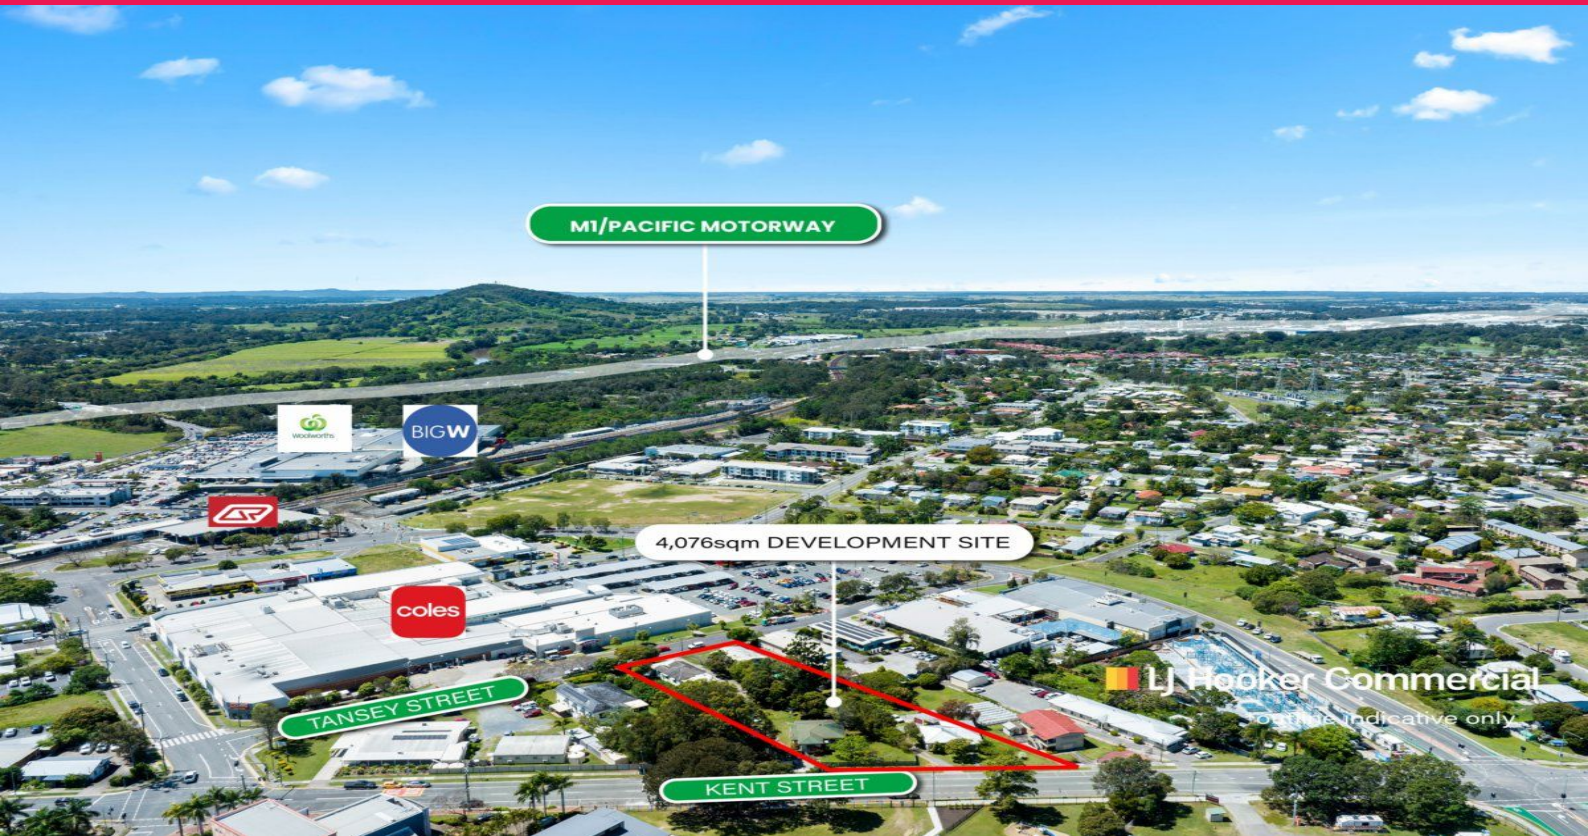 M1/PACIFIC MOTORWAY
Woolworths
BIGW
4,076sqm DEVELOPMENT SITE
coles
LJ Hooker Commercial
TANSEY STREET
outline indicative only
KENT STREET